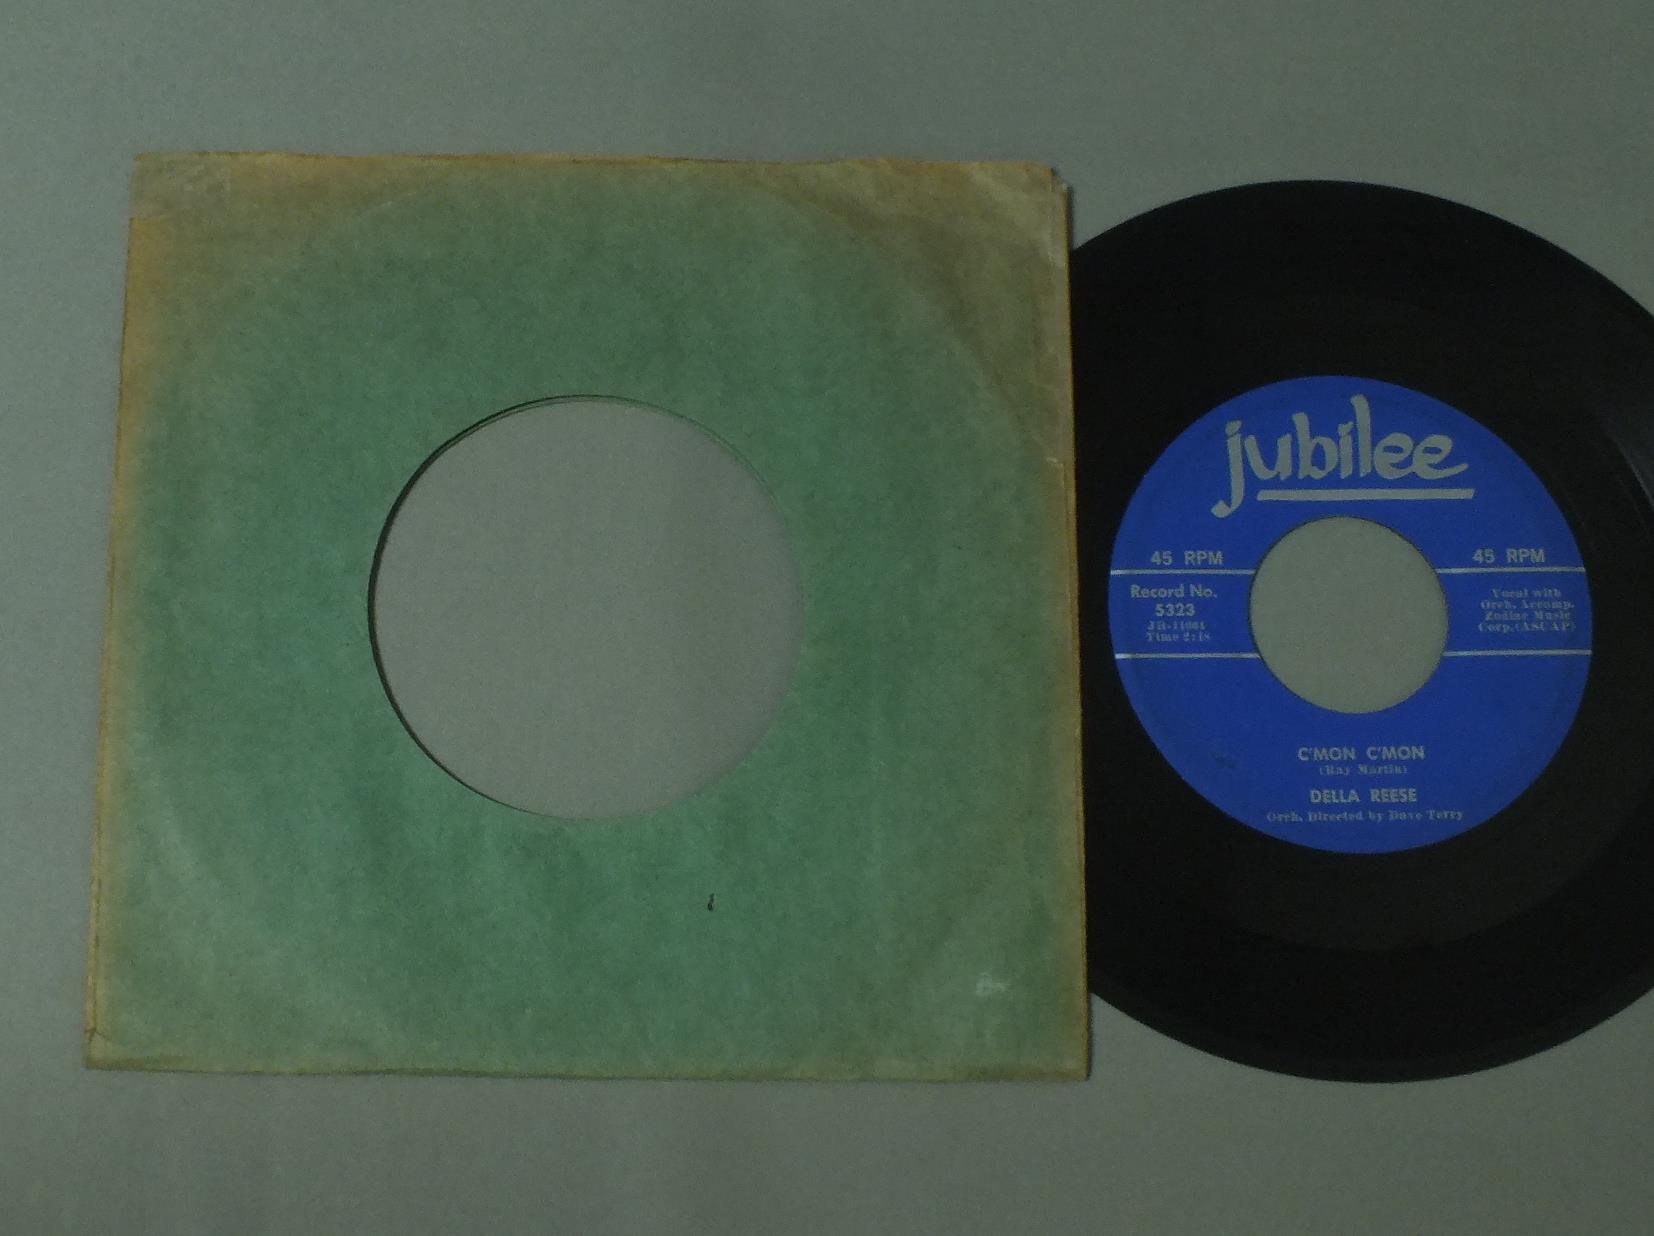 jubilee
45 RPM
45 RPM
Record No.
5323
Time 2:18
Vocal with
Orch. Accomp.
Zodiac Music
Corp. (ASCAP)
C'MON C'MON
(Ray Martin)
DELLA REESE
Orch. Directed by Dave Terry